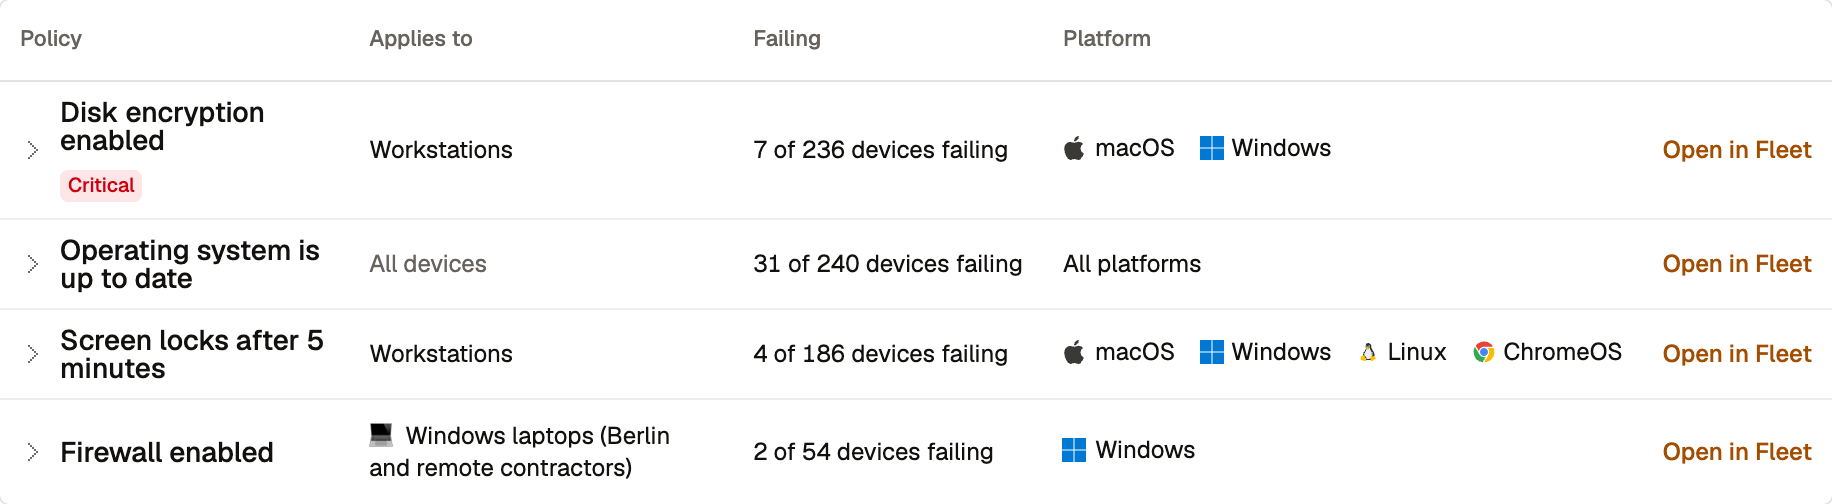 Policy
Applies to
Failing
Platform
Disk encryption
enabled
Critical
Workstations
7 of 236 devices failing
macOS
Windows
Open in Fleet
Operating system is
up to date
All devices
31 of 240 devices failing
All platforms
Open in Fleet
Screen locks after 5
minutes
Workstations
4 of 186 devices failing
macOS
Windows
Linux
ChromeOS
Open in Fleet
Firewall enabled
Windows laptops (Berlin
and remote contractors)
2 of 54 devices failing
Windows
Open in Fleet